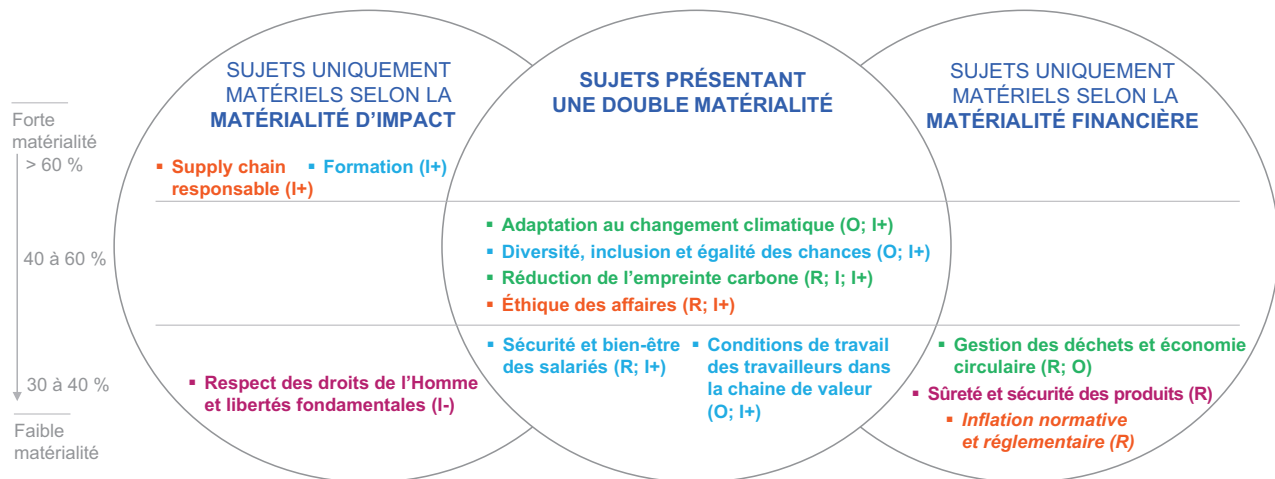 SUJETS UNIQUEMENT
MATÉRIELS SELON LA
MATÉRIALITÉ D'IMPACT
SUJETS PRÉSENTANT
UNE DOUBLE MATÉRIALITÉ
SUJETS UNIQUEMENT
MATÉRIELS SELON LA
MATÉRIALITÉ FINANCIÈRE
Forte
matérialité
> 60 %
40 à 60 %
30 à 40 %
Faible
matérialité
▪ Supply chain
responsable (I+)
▪ Formation (I+)
▪ Adaptation au changement climatique (O; I+)
▪ Diversité, inclusion et égalité des chances (O; I+)
▪ Réduction de l’empreinte carbone (R; I; I+)
▪ Éthique des affaires (R; I+)
▪ Respect des droits de l’Homme
et libertés fondamentales (I-)
▪ Sécurité et bien-être
des salariés (R; I+)
▪ Conditions de travail
des travailleurs dans
la chaine de valeur
(O; I+)
▪ Gestion des déchets et économie
circulaire (R; O)
▪ Sûreté et sécurité des produits (R)
▪ Inflation normative
et réglementaire (R)